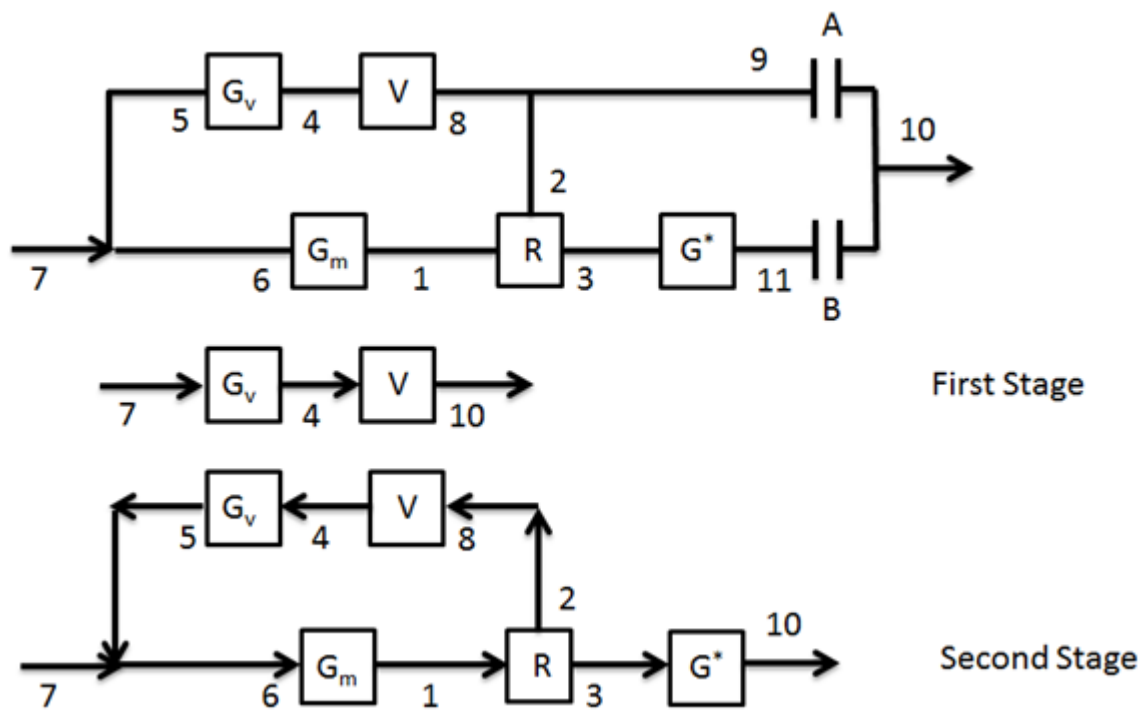 A
9
G_v V
5 4 8 10
2
G_m R G*
7 6 1 3 11
B
G_v V First Stage
7 4 10
G_v V
5 4 8
2
10
G_m R G* Second Stage
7 6 1 3